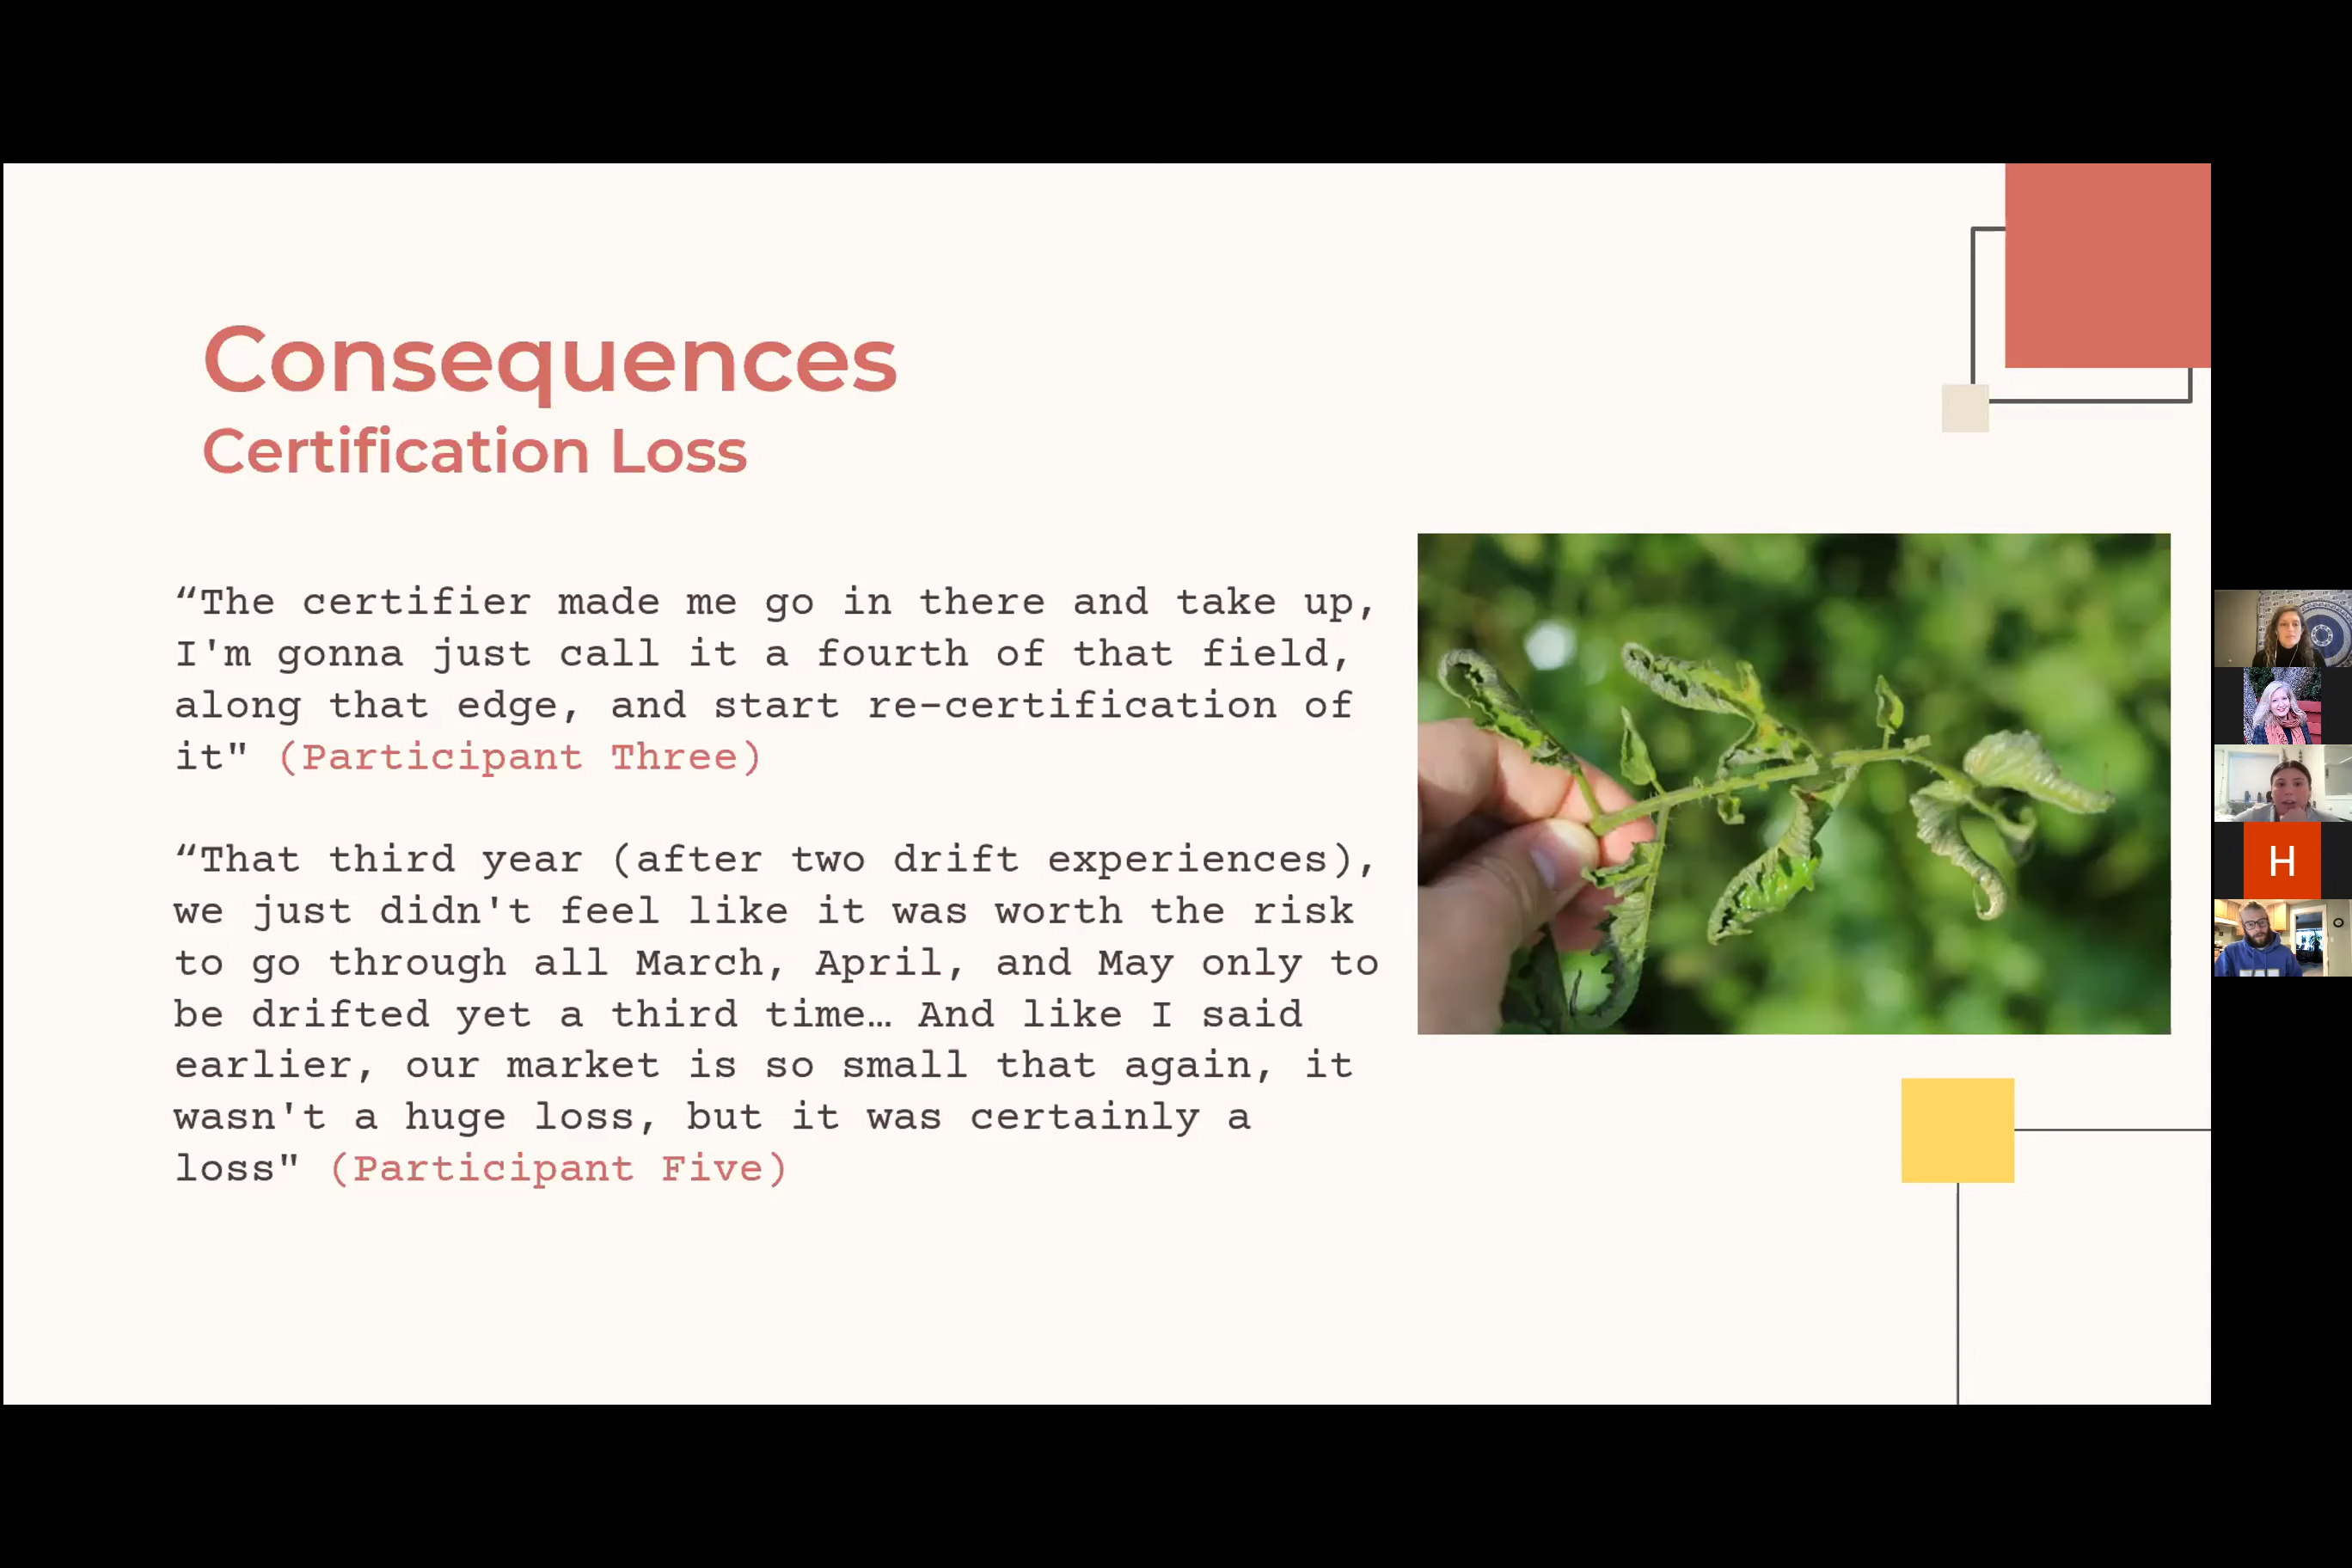 Consequences
Certification Loss
“The certifier made me go in there and take up,
I'm gonna just call it a fourth of that field,
along that edge, and start re-certification of
it" (Participant Three)
“That third year (after two drift experiences),
we just didn't feel like it was worth the risk
to go through all March, April, and May only to
be drifted yet a third time… And like I said
earlier, our market is so small that again, it
wasn't a huge loss, but it was certainly a
loss" (Participant Five)
H